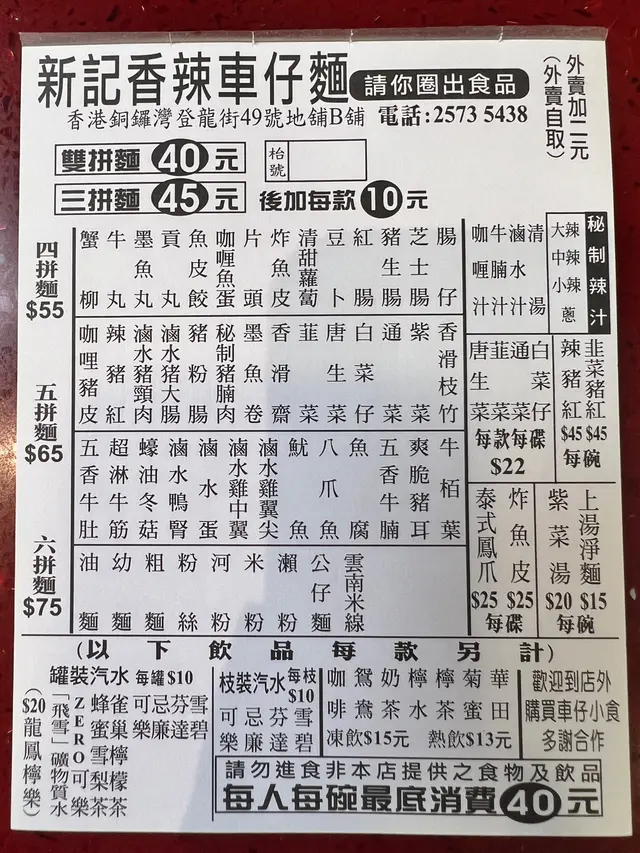 新記香辣車仔麵
請你圈出食品
香港銅鑼灣登龍街49號地舖B舖
電話:2573 5438
外賣加二元
(外賣自取)
雙拼麵 40 元
枱號
三拼麵 45 元
後加每款 10 元
四拼麵
$55
五拼麵
$65
六拼麵
$75
腸仔
芝士腸
豬生腸
紅腸
豆卜
清甜蘿蔔
炸魚皮
片頭
咖喱魚蛋
魚皮餃
貢丸
墨魚丸
牛丸
蟹柳
香滑枝竹
紫菜
通菜
白菜仔
唐生菜
韮菜
香滑齋
墨魚卷
秘制豬腩肉
豬粉腸
滷水豬大腸
滷水豬頸肉
辣豬紅
咖哩豬皮
牛栢葉
爽脆豬耳
五香牛腩
魚腐
八爪魚
魷魚
滷水雞翼尖
滷水雞中翼
滷水蛋
滷水鴨腎
蠔油冬菇
超淋牛筋
五香牛肚
雲南米線
公仔麵
瀨粉
米粉
河粉
粉絲
粗麵
幼麵
油麵
秘制辣汁
大辣
中辣
小辣
蔥
清湯
滷水汁
牛腩汁
咖喱汁
白菜仔
通菜
韮菜
唐生菜
每款每碟
$22
韮菜豬紅
辣豬紅
$45 $45
每碗
炸魚皮
泰式鳳爪
$25 $25
每碟
上湯淨麵
紫菜湯
$20 $15
每碗
(以下飲品每款另計)
罐裝汽水 每罐$10
雪碧
芬達
忌廉
可樂
雀巢檸檬茶
蜂蜜雪梨茶
ZERO可樂
「飛雪」礦物質水
($20龍鳳檸樂)
枝裝汽水 每枝$10
雪碧
芬達
忌廉
可樂
華田
菊蜜
檸茶
檸水
奶茶
鴛鴦
咖啡
凍飲$15元 熱飲$13元
歡迎到店外
購買車仔小食
多謝合作
請勿進食非本店提供之食物及飲品
每人每碗最底消費 40 元